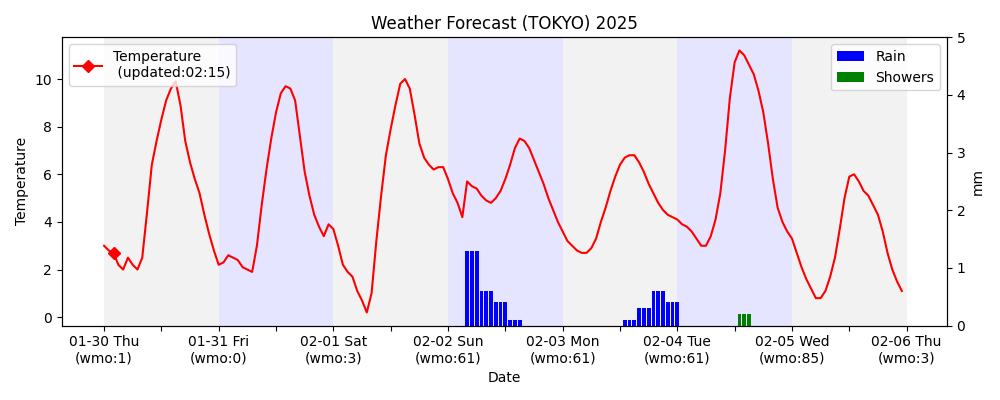 Weather Forecast (TOKYO) 2025
Temperature
(updated:02:15)
Rain
Showers
Temperature
10
8
6
4
2
0
5
4
3
2
1
0
mm
01-30 Thu
(wmo:1)
01-31 Fri
(wmo:0)
02-01 Sat
(wmo:3)
02-02 Sun
(wmo:61)
02-03 Mon
(wmo:61)
02-04 Tue
(wmo:61)
02-05 Wed
(wmo:85)
02-06 Thu
(wmo:3)
Date